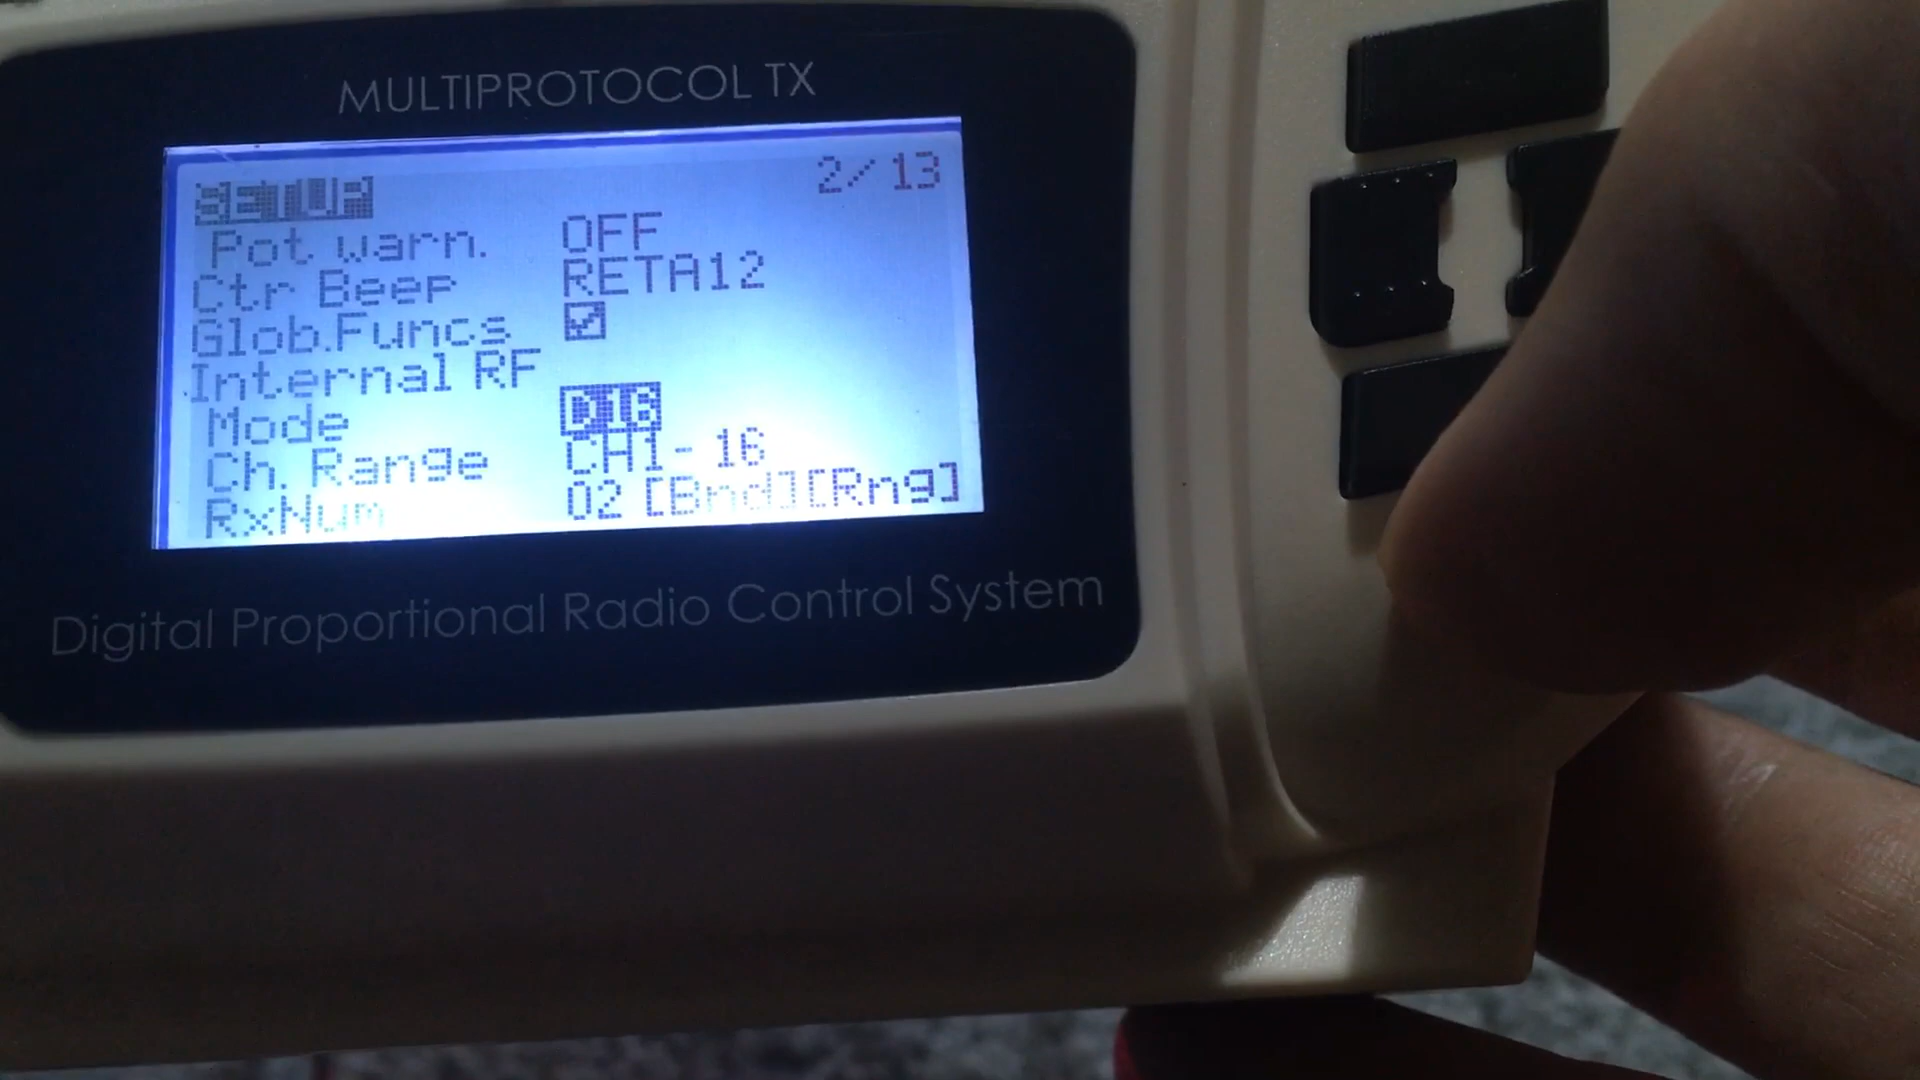 MULTIPROTOCOL TX
SETUP 2/13
Pot warn. OFF
Ctr Beep RETA12
Glob.Funcs
Internal RF
Mode DIG
Ch. Range CH1-16
RxNum 02 [Bnd][Rng]
Digital Proportional Radio Control System